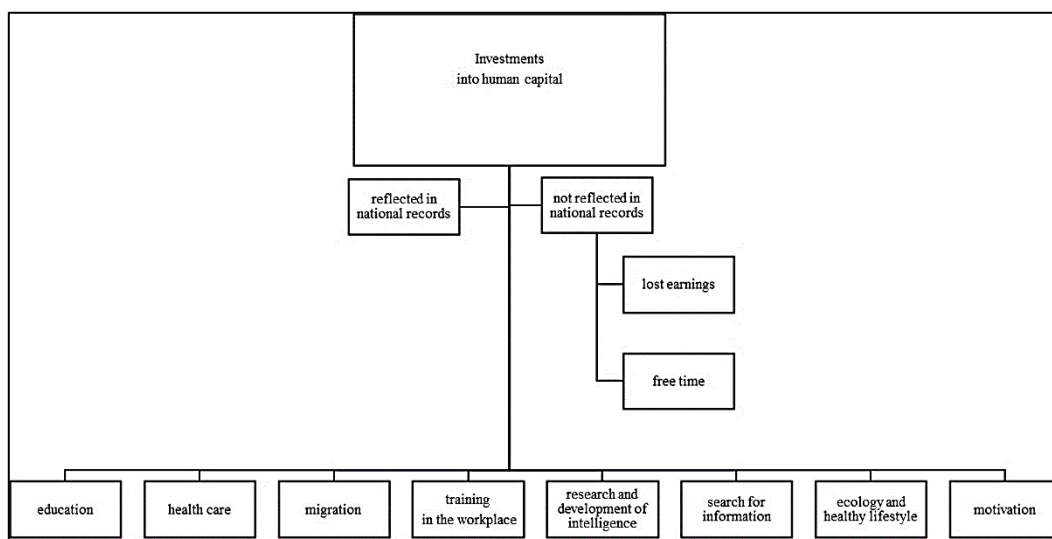 Investments
into human capital
reflected in
national records
not reflected in
national records
lost earnings
free time
education
health care
migration
training
in the workplace
research and
development of
intelligence
search for
information
ecology and
healthy lifestyle
motivation